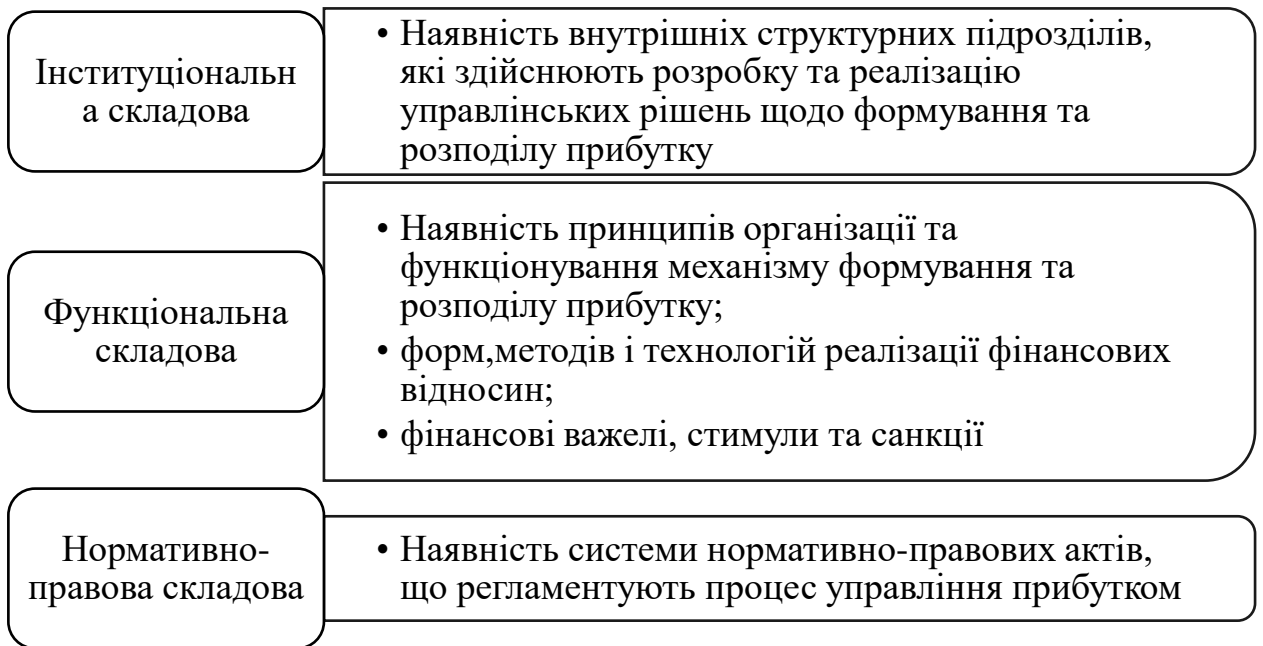 Інституціональн
а складова
• Наявність внутрішніх структурних підрозділів,
які здійснюють розробку та реалізацію
управлінських рішень щодо формування та
розподілу прибутку
Функціональна
складова
• Наявність принципів організації та
функціонування механізму формування та
розподілу прибутку;
• форм,методів і технологій реалізації фінансових
відносин;
• фінансові важелі, стимули та санкції
Нормативно-
правова складова
• Наявність системи нормативно-правових актів,
що регламентують процес управління прибутком